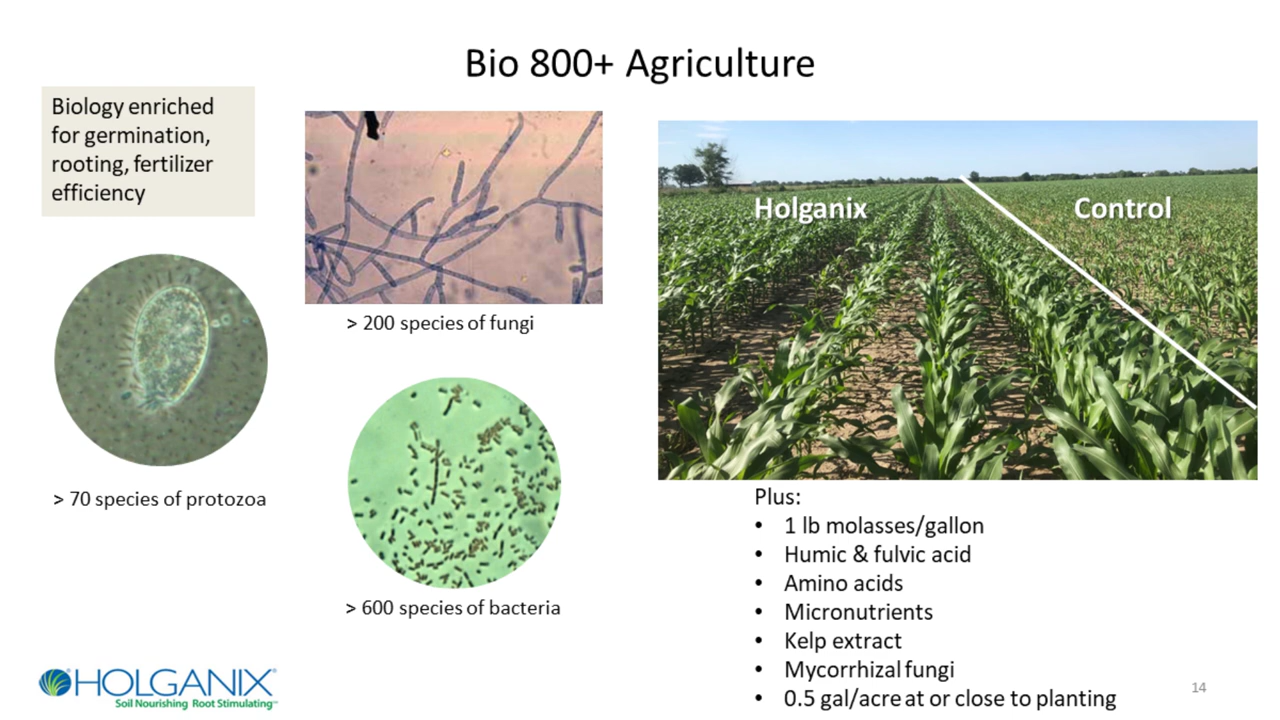 Bio 800+ Agriculture
Biology enriched
for germination,
rooting, fertilizer
efficiency
> 200 species of fungi
> 70 species of protozoa
> 600 species of bacteria
Holganix
Control
Plus:
• 1 lb molasses/gallon
• Humic & fulvic acid
• Amino acids
• Micronutrients
• Kelp extract
• Mycorrhizal fungi
• 0.5 gal/acre at or close to planting
HOLGANIX®
Soil Nourishing Root Stimulating™
14